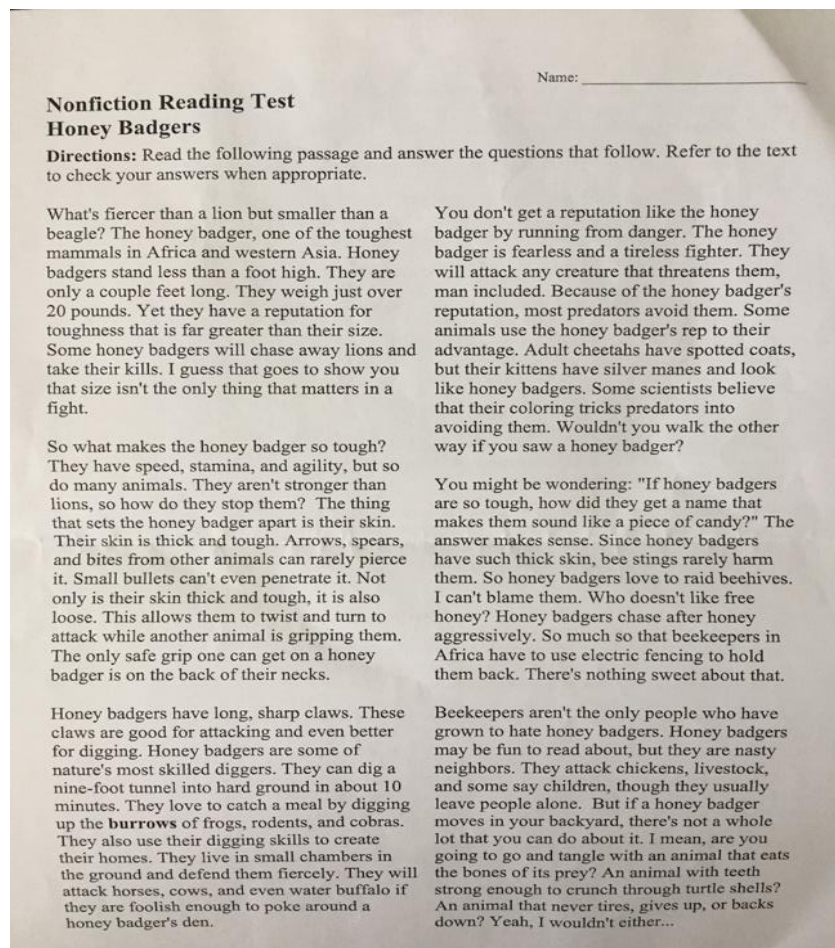 Name:
Nonfiction Reading Test
Honey Badgers
Directions: Read the following passage and answer the questions that follow. Refer to the text
to check your answers when appropriate.
What's fiercer than a lion but smaller than a
beagle? The honey badger, one of the toughest
mammals in Africa and western Asia. Honey
badgers stand less than a foot high. They are
only a couple feet long. They weigh just over
20 pounds. Yet they have a reputation for
toughness that is far greater than their size.
Some honey badgers will chase away lions and
take their kills. I guess that goes to show you
that size isn't the only thing that matters in a
fight.
So what makes the honey badger so tough?
They have speed, stamina, and agility, but so
do many animals. They aren't stronger than
lions, so how do they stop them? The thing
that sets the honey badger apart is their skin.
Their skin is thick and tough. Arrows, spears,
and bites from other animals can rarely pierce
it. Small bullets can't even penetrate it. Not
only is their skin thick and tough, it is also
loose. This allows them to twist and turn to
attack while another animal is gripping them.
The only safe grip one can get on a honey
badger is on the back of their necks.
Honey badgers have long, sharp claws. These
claws are good for attacking and even better
for digging. Honey badgers are some of
nature's most skilled diggers. They can dig a
nine-foot tunnel into hard ground in about 10
minutes. They love to catch a meal by digging
up the burrows of frogs, rodents, and cobras.
They also use their digging skills to create
their homes. They live in small chambers in
the ground and defend them fiercely. They will
attack horses, cows, and even water buffalo if
they are foolish enough to poke around a
honey badger's den.
You don't get a reputation like the honey
badger by running from danger. The honey
badger is fearless and a tireless fighter. They
will attack any creature that threatens them,
man included. Because of the honey badger's
reputation, most predators avoid them. Some
animals use the honey badger's rep to their
advantage. Adult cheetahs have spotted coats,
but their kittens have silver manes and look
like honey badgers. Some scientists believe
that their coloring tricks predators into
avoiding them. Wouldn't you walk the other
way if you saw a honey badger?
You might be wondering: "If honey badgers
are so tough, how did they get a name that
makes them sound like a piece of candy?" The
answer makes sense. Since honey badgers
have such thick skin, bee stings rarely harm
them. So honey badgers love to raid beehives.
I can't blame them. Who doesn't like free
honey? Honey badgers chase after honey
aggressively. So much so that beekeepers in
Africa have to use electric fencing to hold
them back. There's nothing sweet about that.
Beekeepers aren't the only people who have
grown to hate honey badgers. Honey badgers
may be fun to read about, but they are nasty
neighbors. They attack chickens, livestock,
and some say children, though they usually
leave people alone. But if a honey badger
moves in your backyard, there's not a whole
lot that you can do about it. I mean, are you
going to go and tangle with an animal that eats
the bones of its prey? An animal with teeth
strong enough to crunch through turtle shells?
An animal that never tires, gives up, or backs
down? Yeah, I wouldn't either...